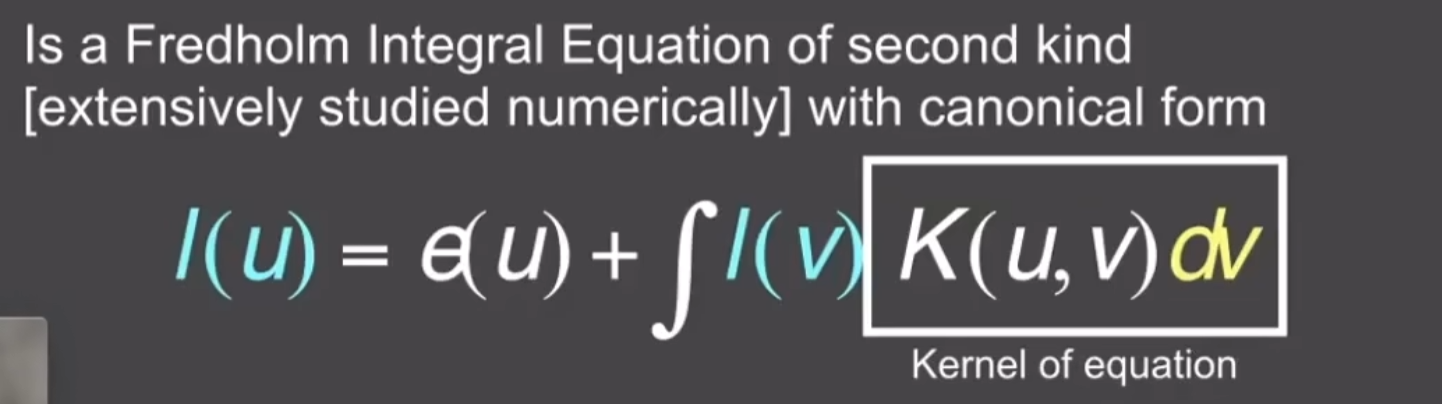 Is a Fredholm Integral Equation of second kind
[extensively studied numerically] with canonical form
l(u) = e(u) + ∫ l(v) K(u, v) dv
Kernel of equation